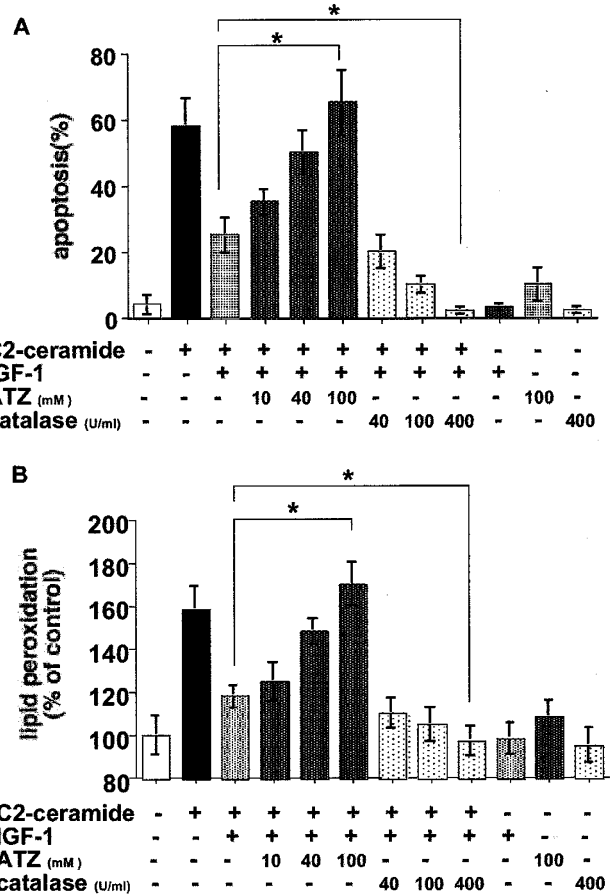 A
*
*
80
60
40
20
0
apoptosis(%)
C2-ceramide - + + + + + + + + - - -
GF-1 - - + + + + + + + + - -
ATZ (mM) - - - 10 40 100 - - - - 100 -
atalase (U/ml) - - - - - - 40 100 400 - - 400
B
*
*
200
180
160
140
120
100
80
lipid peroxidation
(% of control)
C2-ceramide - + + + + + + + + - - -
IGF-1 - - + + + + + + + + - -
ATZ (mM) - - - 10 40 100 - - - - 100 -
catalase (U/ml) - - - - - - 40 100 400 - - 400